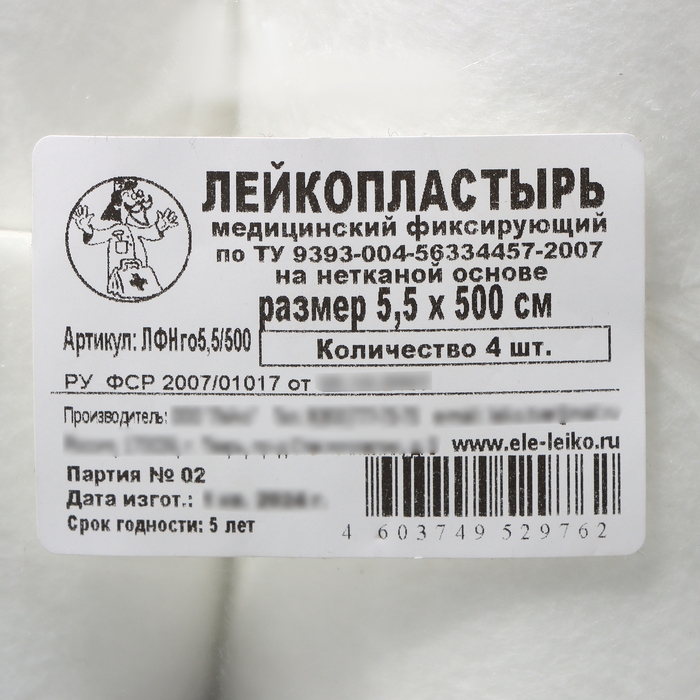 ЛЕЙКОПЛАСТЫРЬ
медицинский фиксирующий
по ТУ 9393-004-56334457-2007
на нетканой основе
размер 5,5 х 500 см
Артикул: ЛФНго5,5/500
Количество 4 шт.
РУ ФСР 2007/01017 от
Производитель:
www.ele-leiko.ru
Партия № 02
Дата изгот.:
Срок годности: 5 лет
4 603749 529762